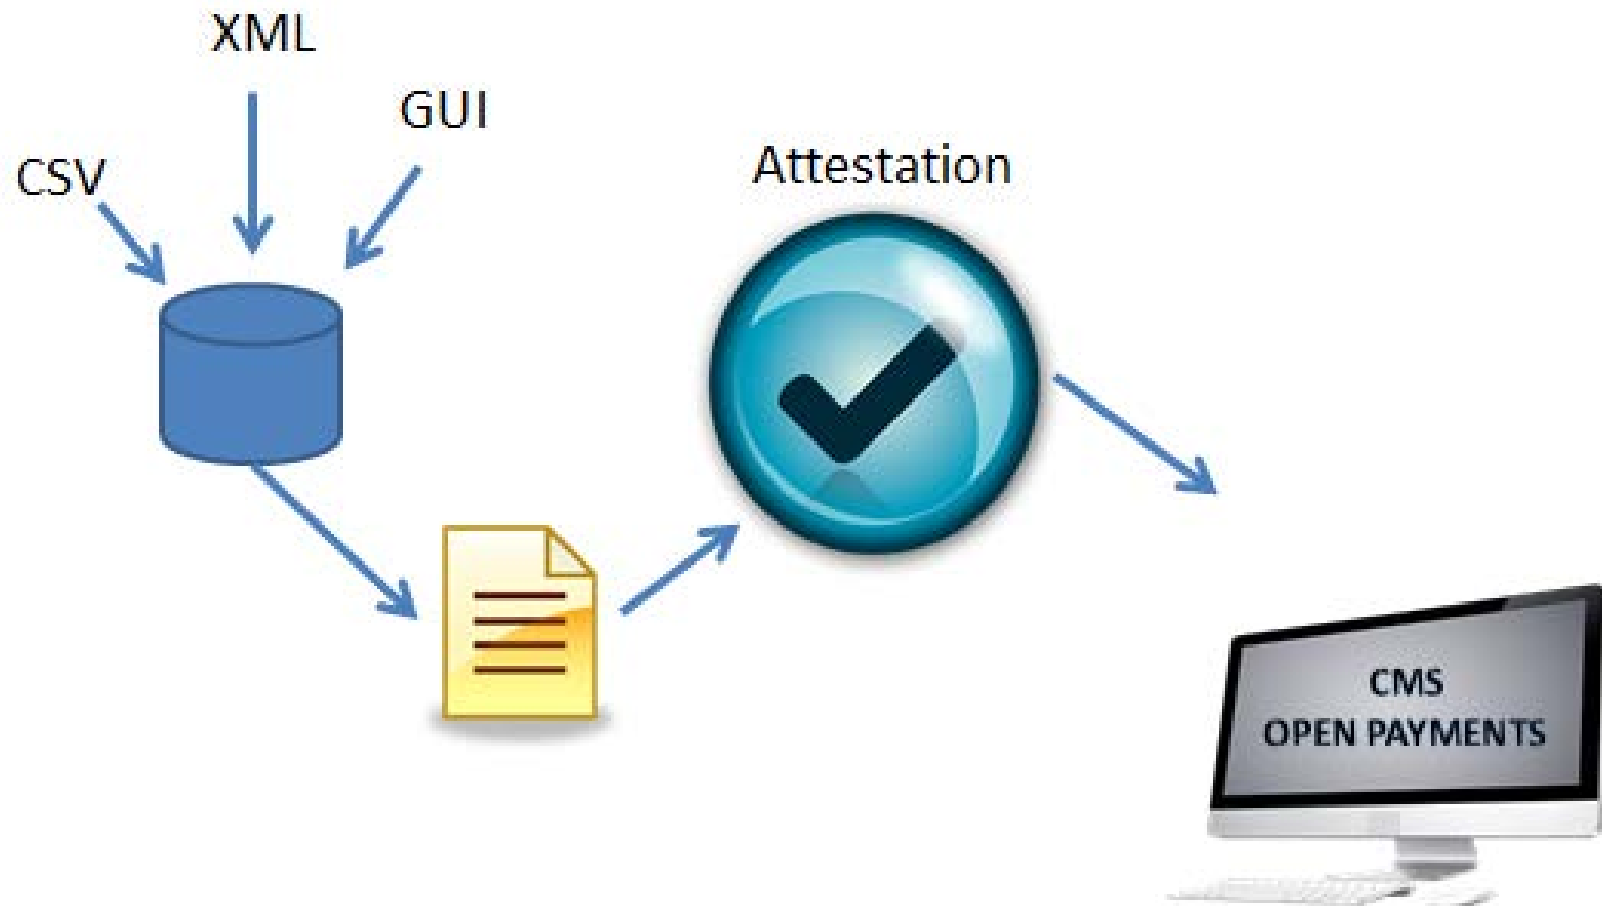 XML
GUI
CSV
Attestation
CMS
OPEN PAYMENTS